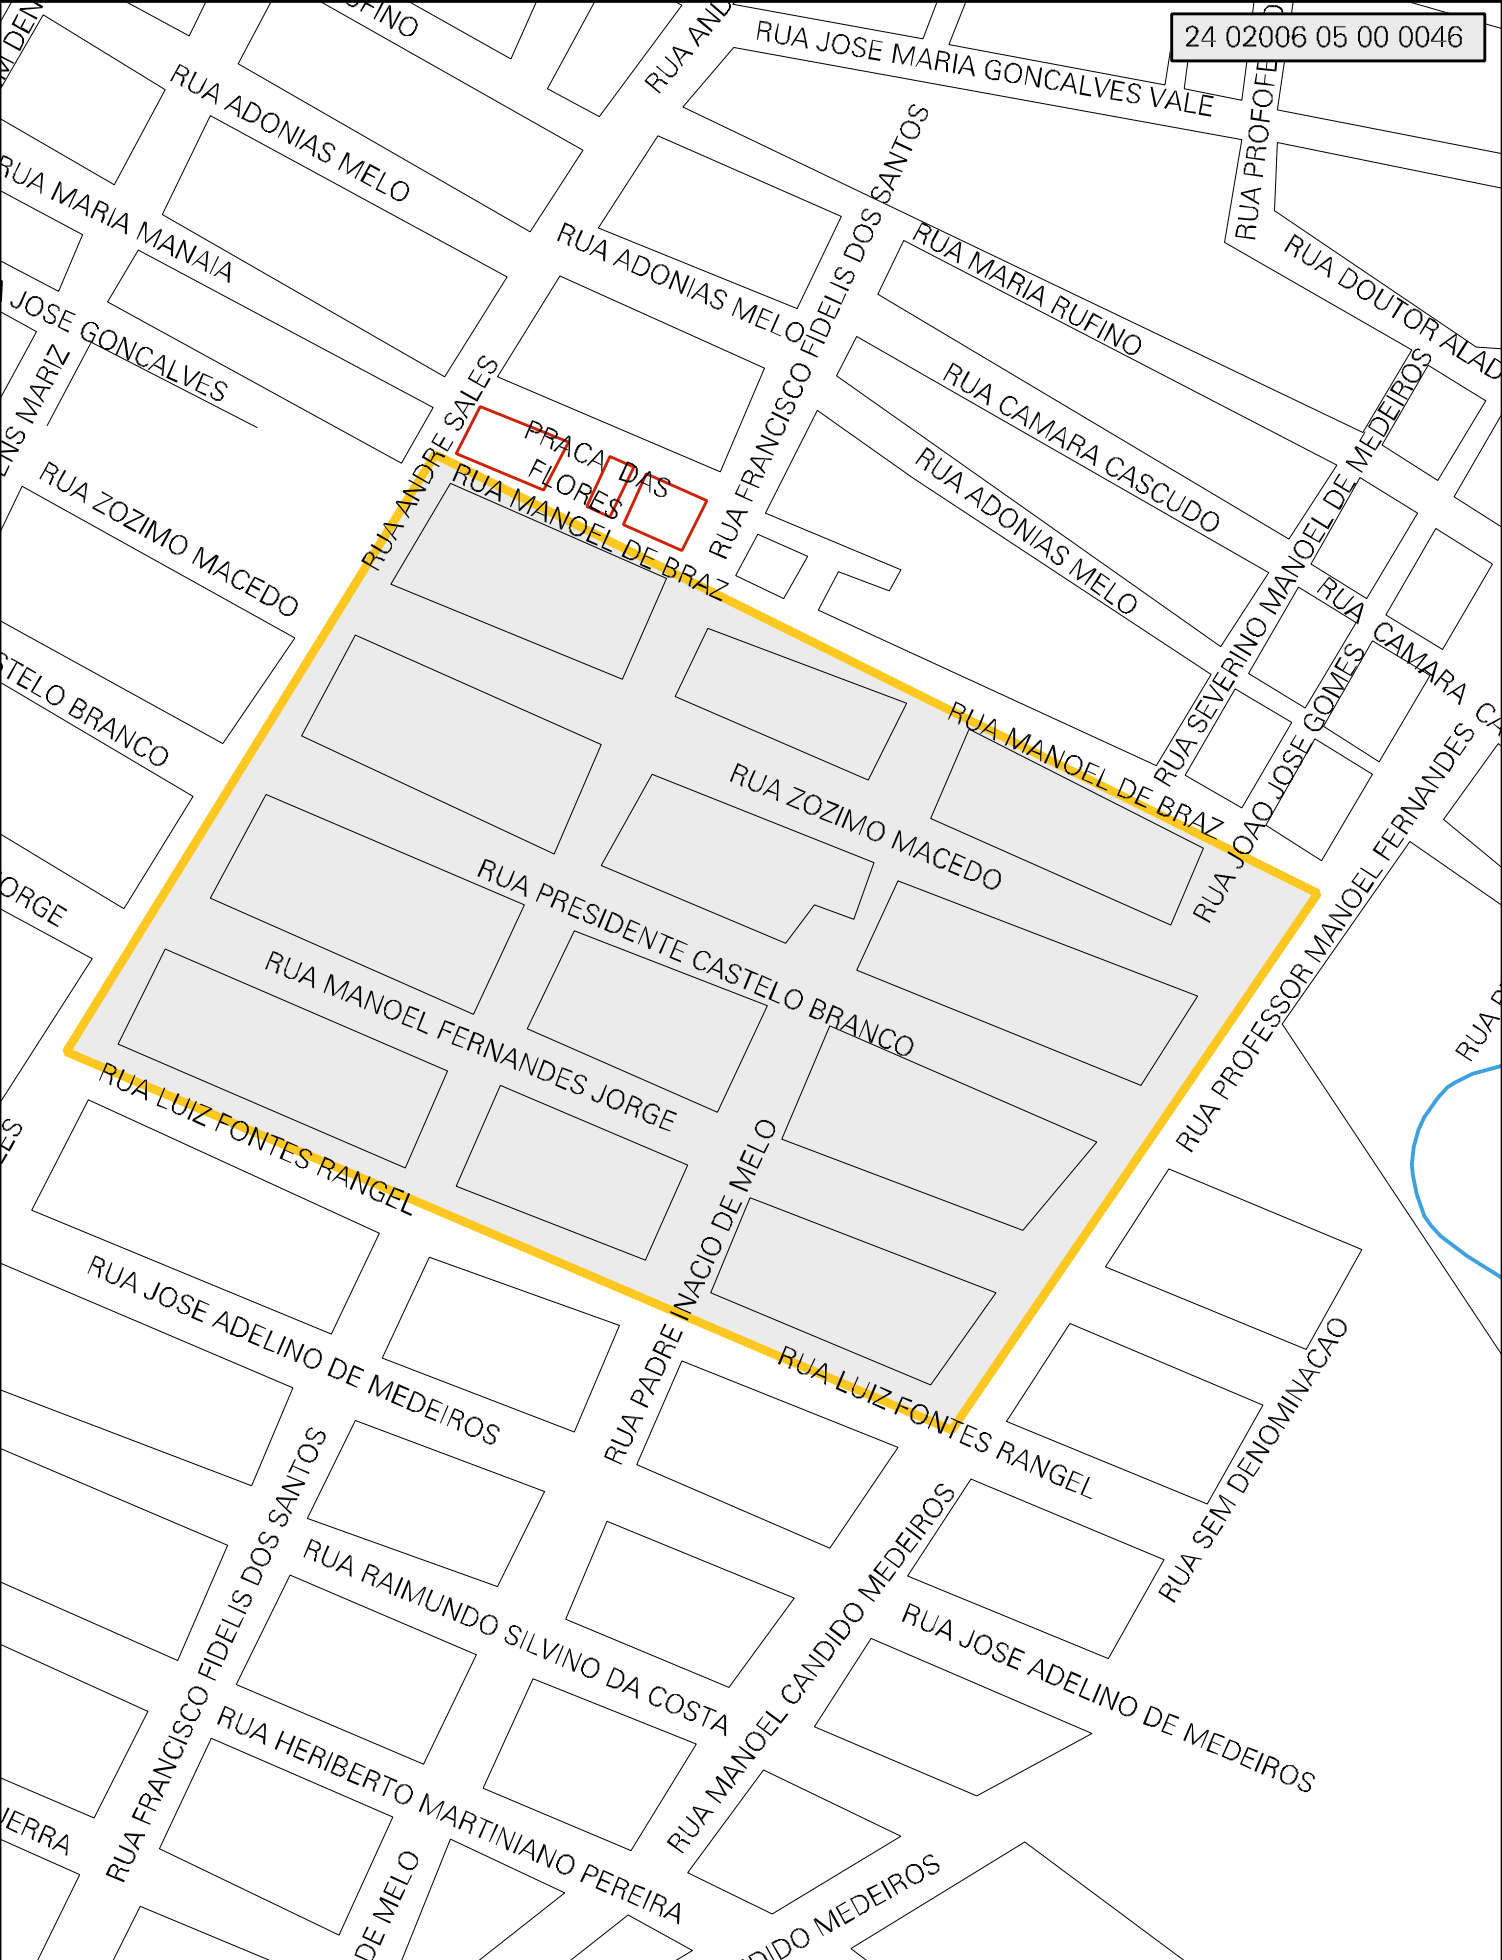 24 02006 05 00 0046
RUA JOSE MARIA GONCALVES VALE
RUA ADONIAS MELO
RUA MARIA MANAIA
JOSE GONCALVES
RUA ADONIAS MELO
RUA FRANCISCO FIDELIS DOS SANTOS
RUA MARIA RUFINO
RUA DOUTOR
RUA CAMARA CASCUDO
RUA ADONIAS MELO
RUA ANDRE SALES
PRACA DAS
FLORES
RUA MANOEL DE BRAZ
RUA ZOZIMO MACEDO
RUA SEVERINO MANOEL DE MEDEIROS
RUA CAMARA
RUA JOAO JOSE GOMES
RUA MANOEL DE BRAZ
CASTELO BRANCO
RUA ZOZIMO MACEDO
RUA PROFESSOR MANOEL FERNANDES
RUA PRESIDENTE CASTELO BRANCO
RUA MANOEL FERNANDES JORGE
JORGE
RUA LUIZ FONTES RANGEL
RUA PADRE INACIO DE MELO
RUA JOSE ADELINO DE MEDEIROS
RUA LUIZ FONTES RANGEL
RUA SEM DENOMINACAO
RUA FRANCISCO FIDELIS DOS SANTOS
RUA RAIMUNDO SILVINO DA COSTA
RUA MANOEL CANDIDO MEDEIROS
RUA JOSE ADELINO DE MEDEIROS
RUA HERIBERTO MARTINIANO PEREIRA
DE MELO
MEDEIROS